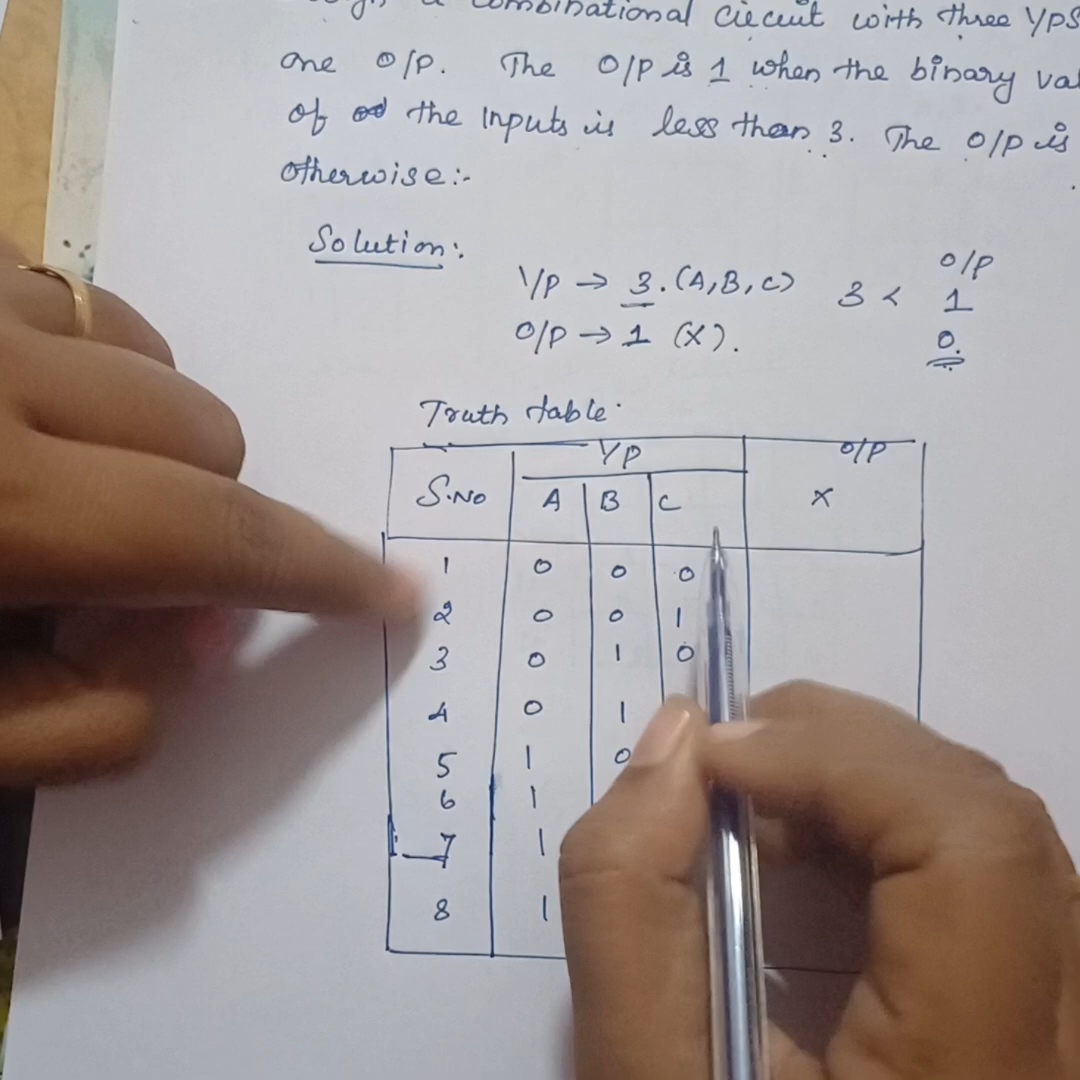 a combinational circuit with three I/PS
one O/P. The O/P is 1 when the binary
of the inputs is less than 3. The O/P is
otherwise:-
Solution:
I/P → 3. (A, B, C) 3 < O/P 1
O/P → 1 (X). 0.
Truth table.
I/P O/P
S.No A B C X
1 0 0 0
2 0 0 1
3 0 1 0
4 0 1
5 1 0
6 1
7 1
8 1